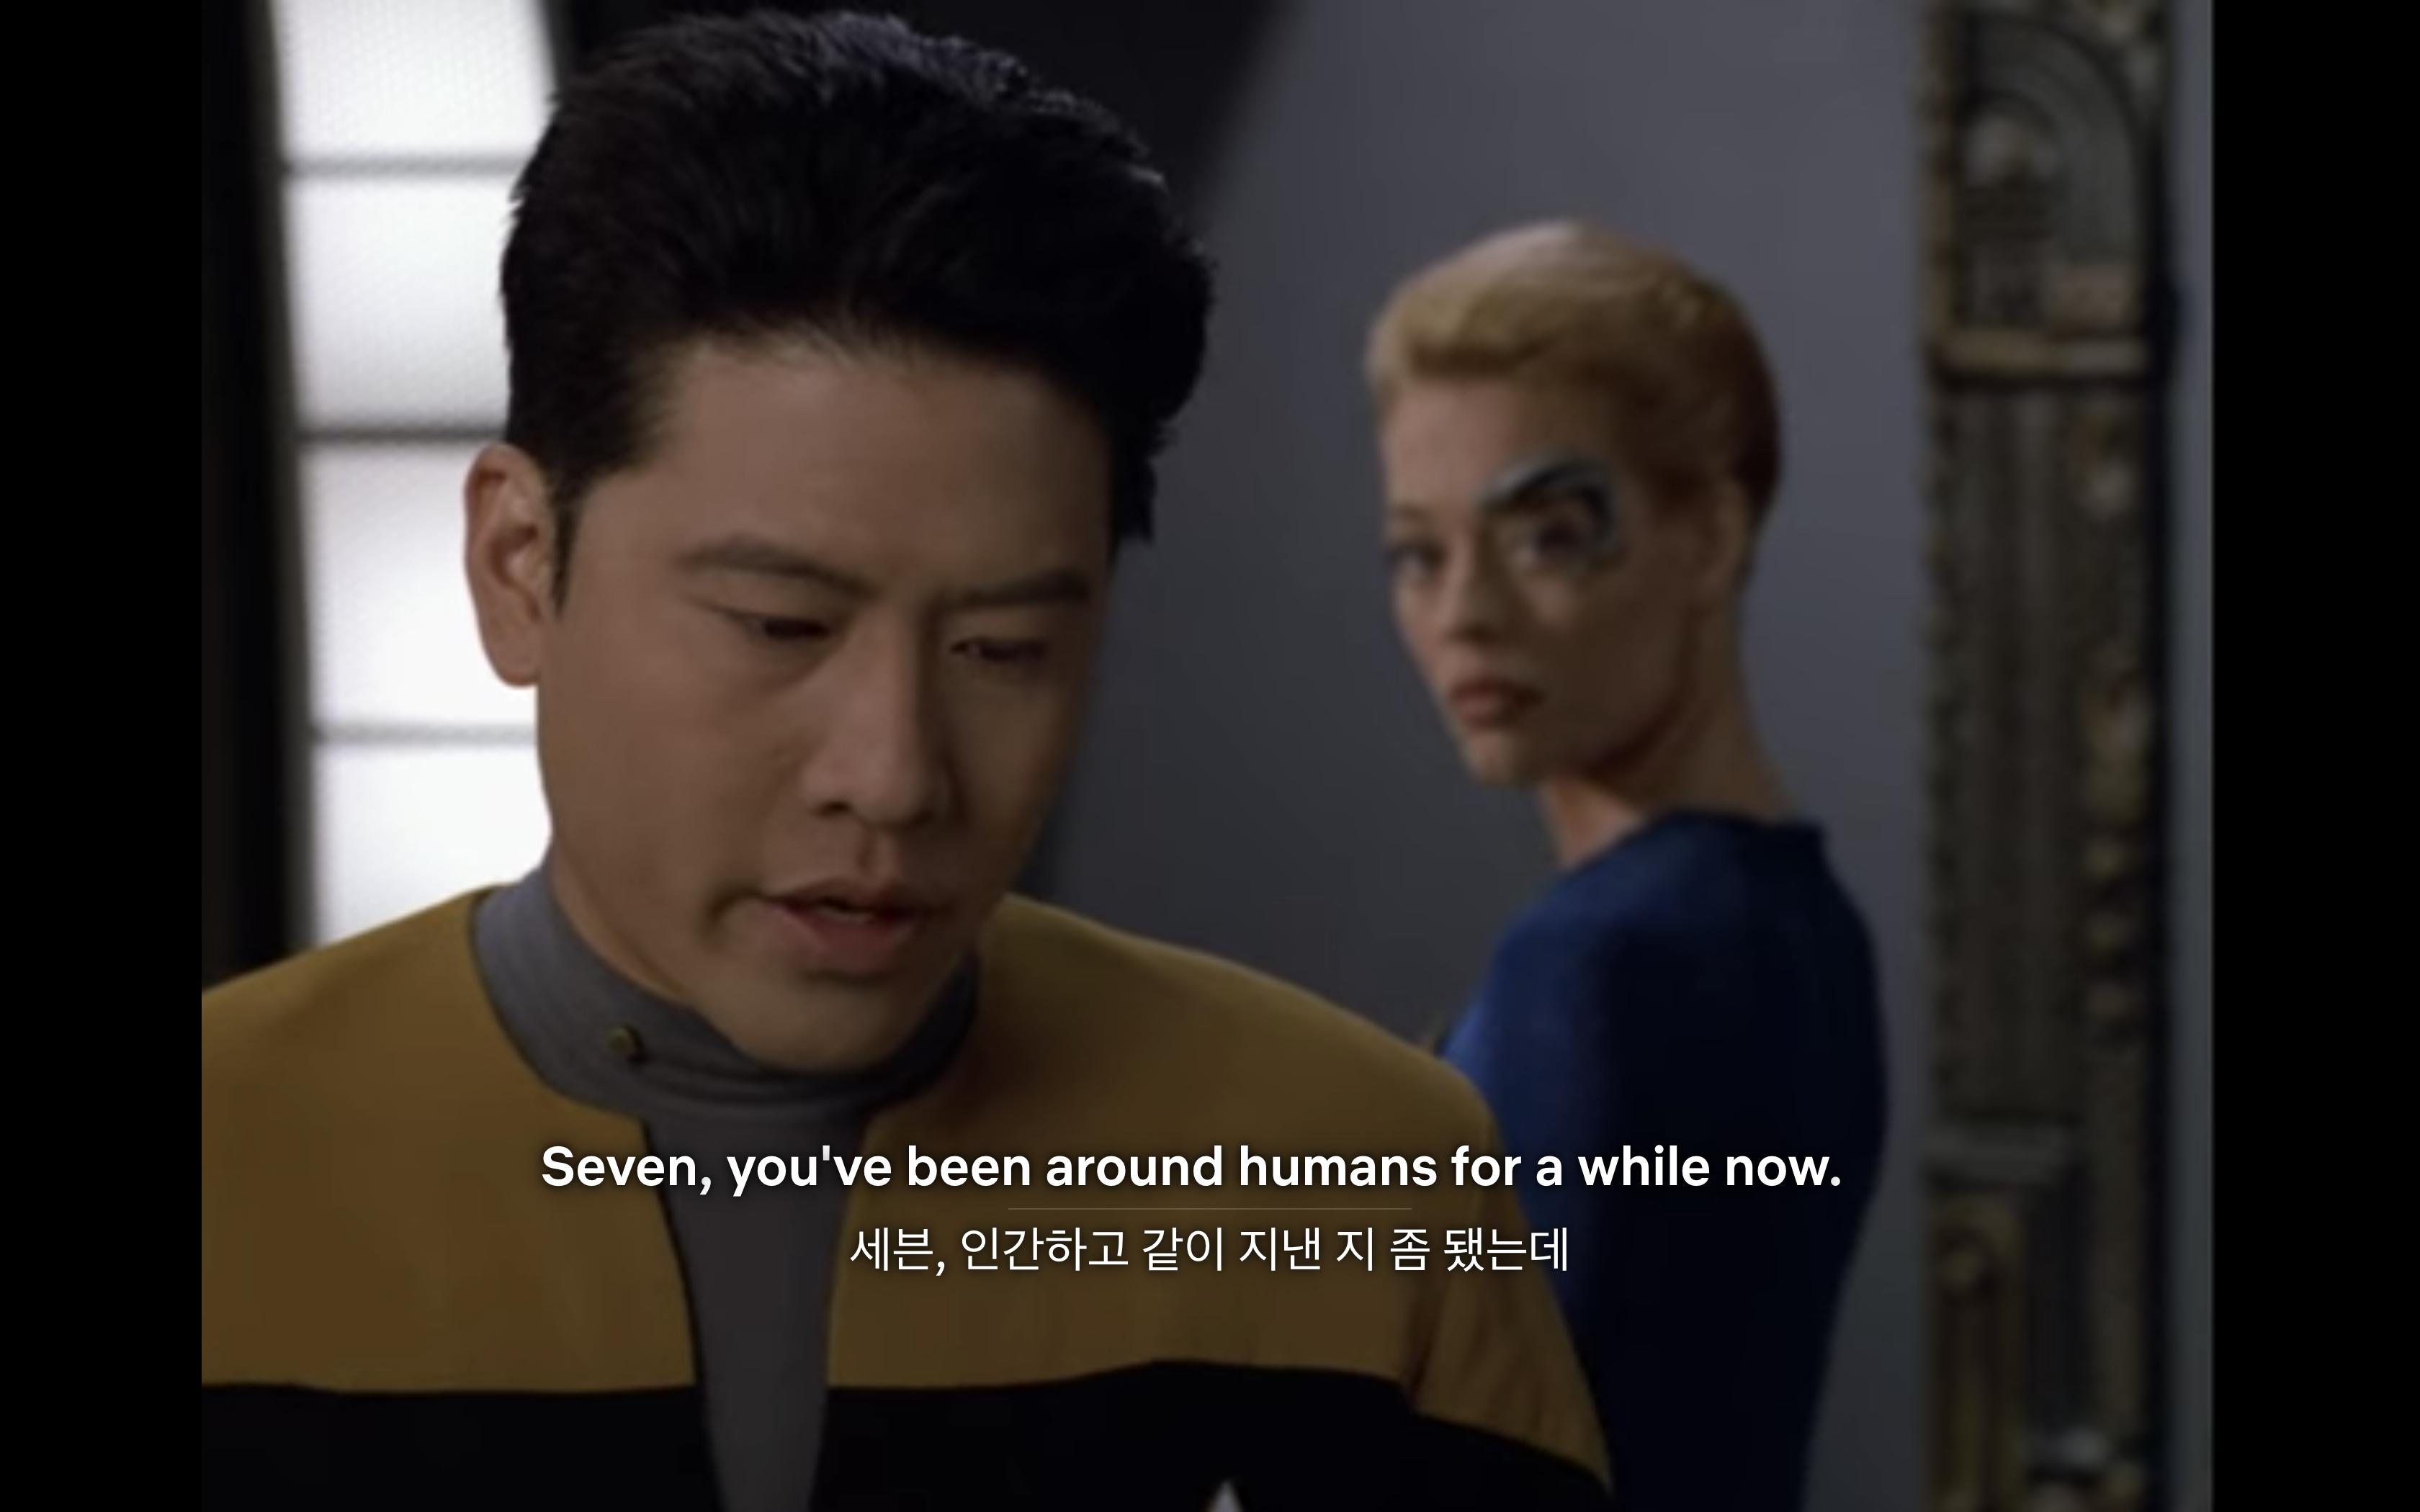 Seven, you've been around humans for a while now.
세븐, 인간하고 같이 지낸 지 좀 됐는데